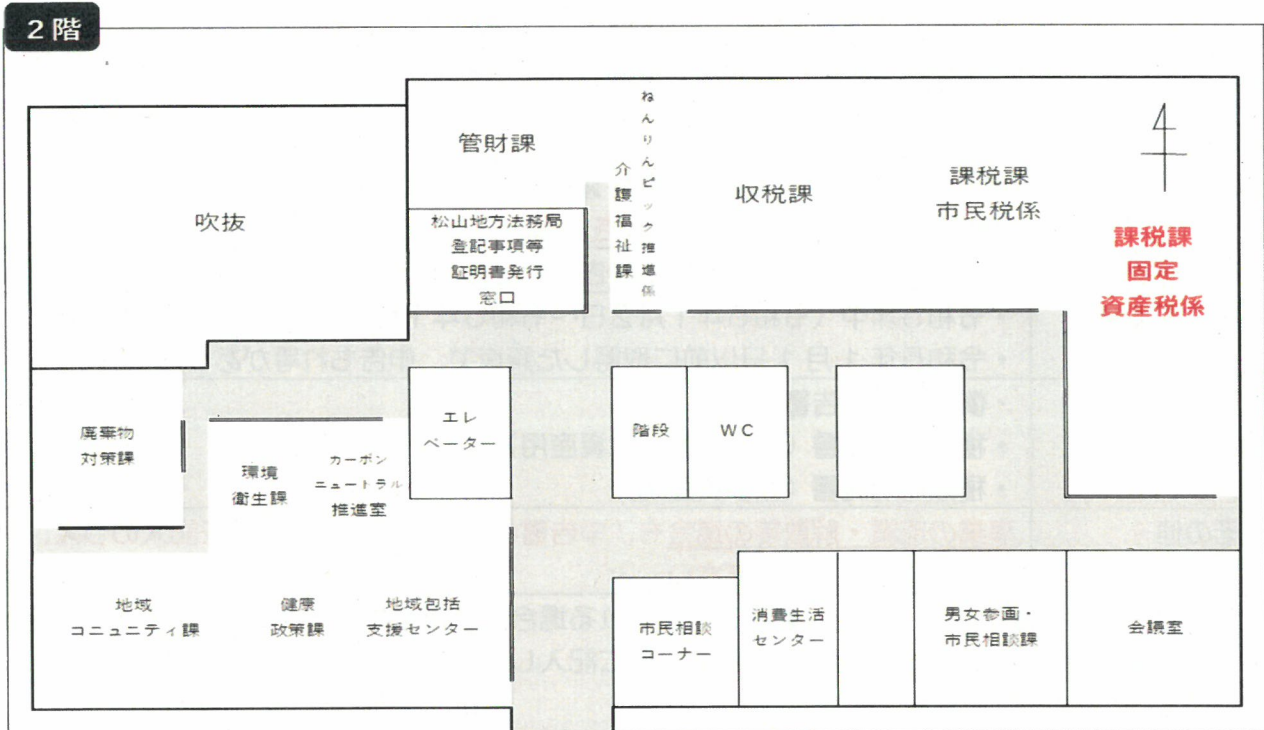 2階
吹抜
管財課
松山地方法務局
登記事項等
証明書発行
窓口
介護福祉課
ねんりんピック推進係
収税課
課税課
市民税係
課税課
固定
資産税係
廃棄物
対策課
環境
衛生課
カーボン
ニュートラル
推進室
エレ
ベーター
階段
WC
地域
コニュニティ課
健康
政策課
地域包括
支援センター
市民相談
コーナー
消費生活
センター
男女参画・
市民相談課
会議室